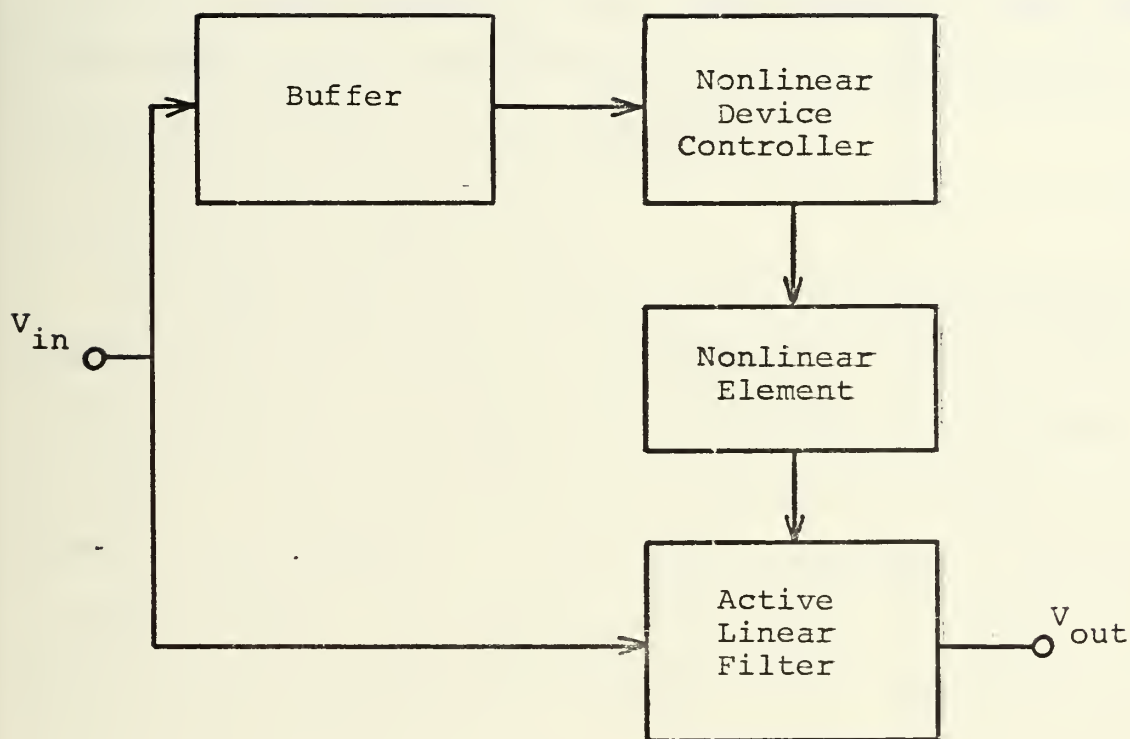 Buffer
Nonlinear
Device
Controller
V in
Nonlinear
Element
Active
Linear
Filter
V out